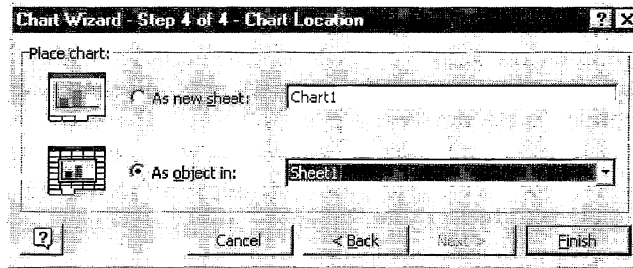 Chart Wizard - Step 4 of 4 - Chart Location ? X
Place chart:
As new sheet: Chart1
As object in: Sheet1
? Cancel < Back Next > Finish